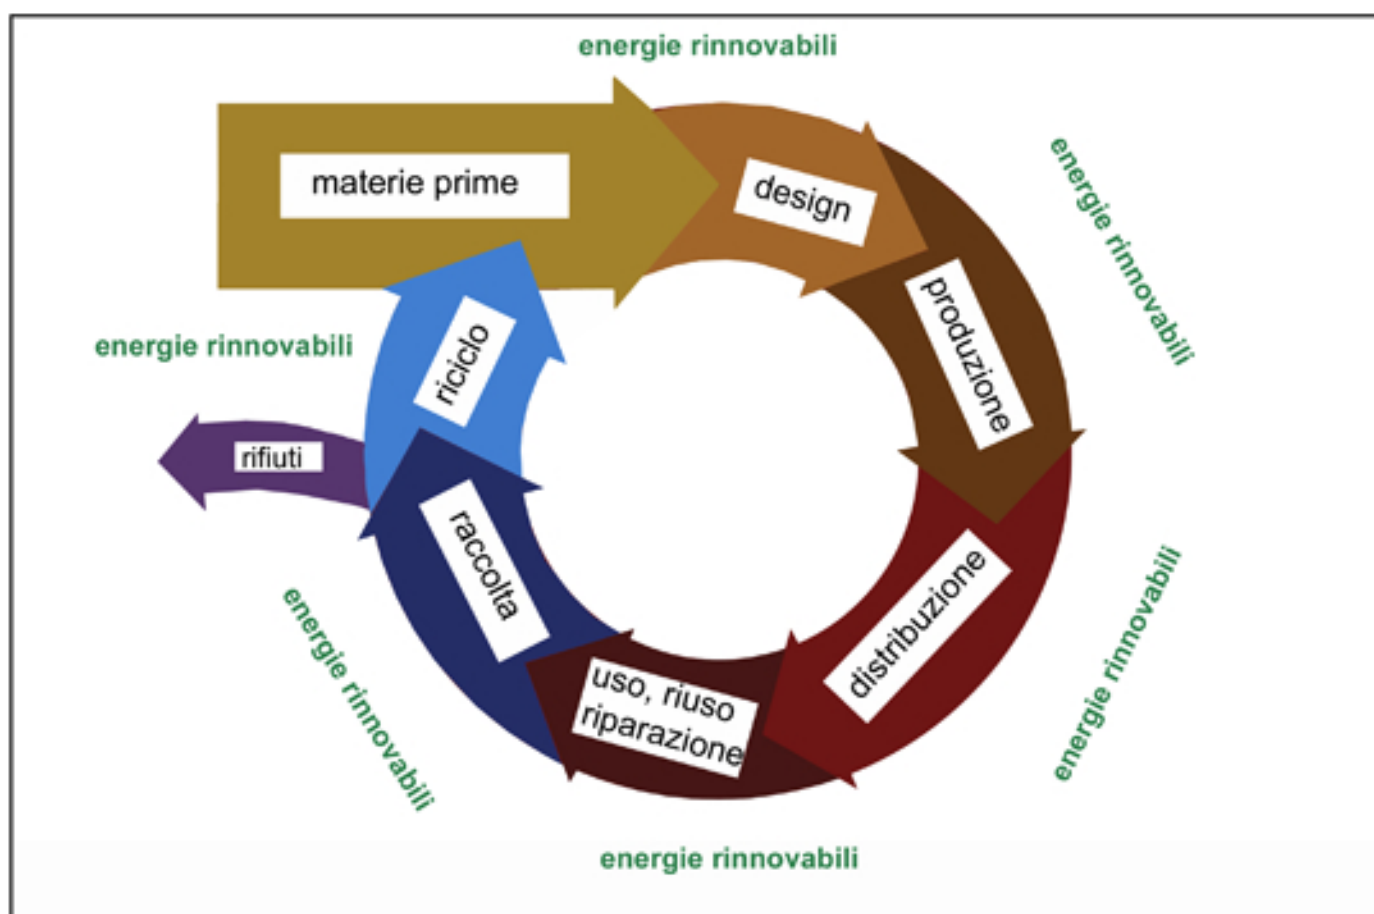 energie rinnovabili
materie prime
design
energie rinnovabili
produzione
riciclo
energie rinnovabili
rifiuti
raccolta
distribuzione
energie rinnovabili
uso, riuso
riparazione
energie rinnovabili
energie rinnovabili